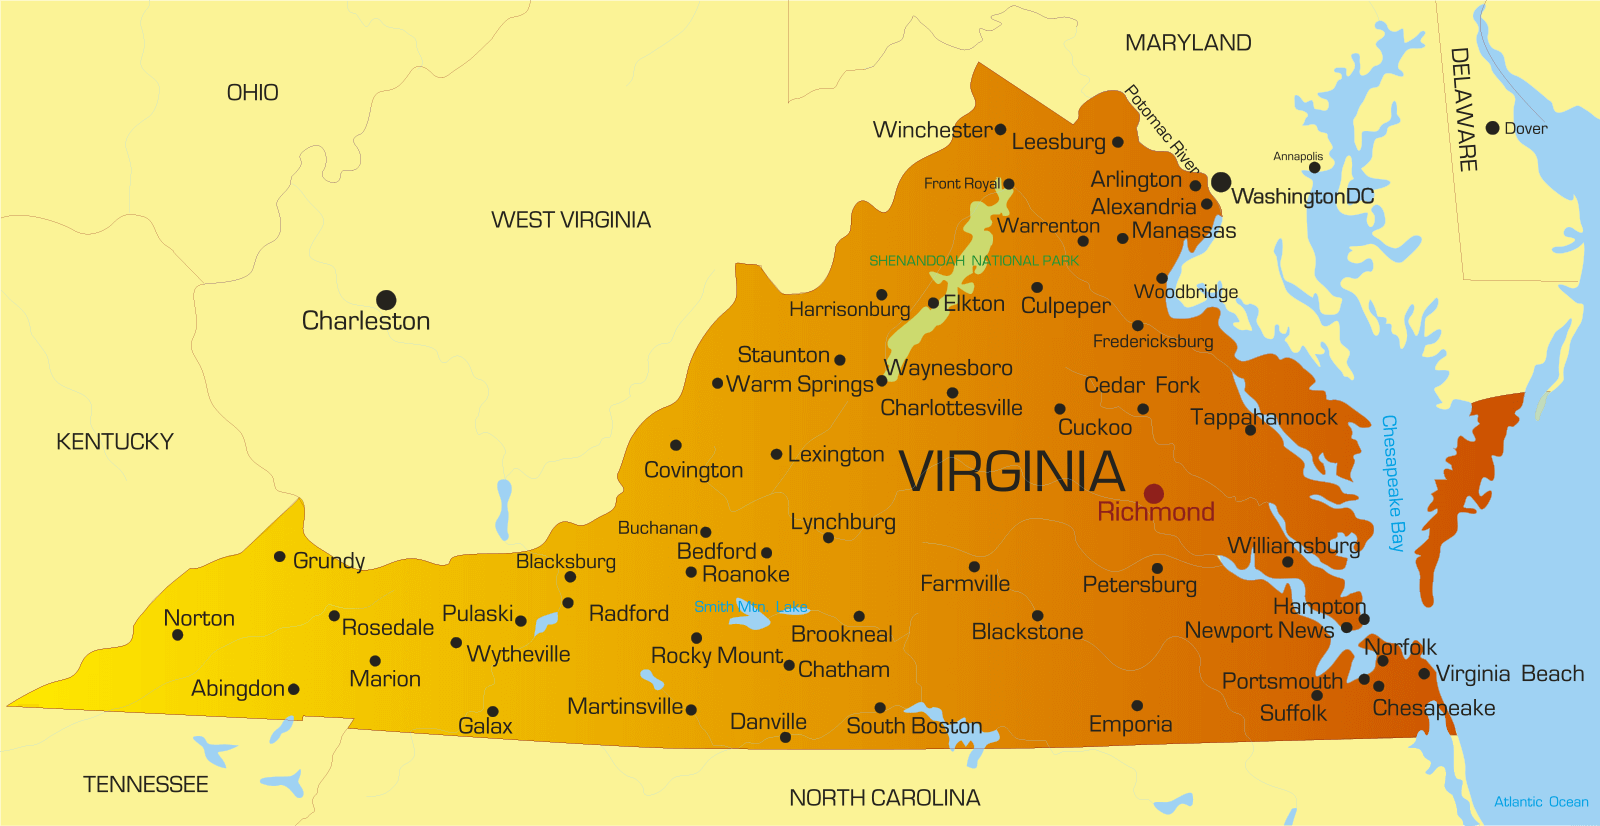 MARYLAND
OHIO
DELAWARE
Potomac River
Winchester
Leesburg
Dover
Annapolis
Front Royal
Arlington
WashingtonDC
Alexandria
WEST VIRGINIA
Warrenton
Manassas
SHENANDOAH NATIONAL PARK
Woodbridge
Harrisonburg
Elkton
Culpeper
Charleston
Fredericksburg
Staunton
Waynesboro
Warm Springs
Cedar Fork
Charlottesville
Tappahannock
Cuckoo
KENTUCKY
Chesapeake Bay
Lexington
Covington
VIRGINIA
Richmond
Lynchburg
Buchanan
Williamsburg
Bedford
Grundy
Blacksburg
Roanoke
Farmville
Petersburg
Smith Mtn. Lake
Hampton
Norton
Pulaski
Radford
Rosedale
Brookneal
Blackstone
Newport News
Norfolk
Wytheville
Rocky Mount
Chatham
Virginia Beach
Marion
Portsmouth
Abingdon
Martinsville
Chesapeake
Suffolk
Galax
Danville
South Boston
Emporia
TENNESSEE
NORTH CAROLINA
Atlantic Ocean